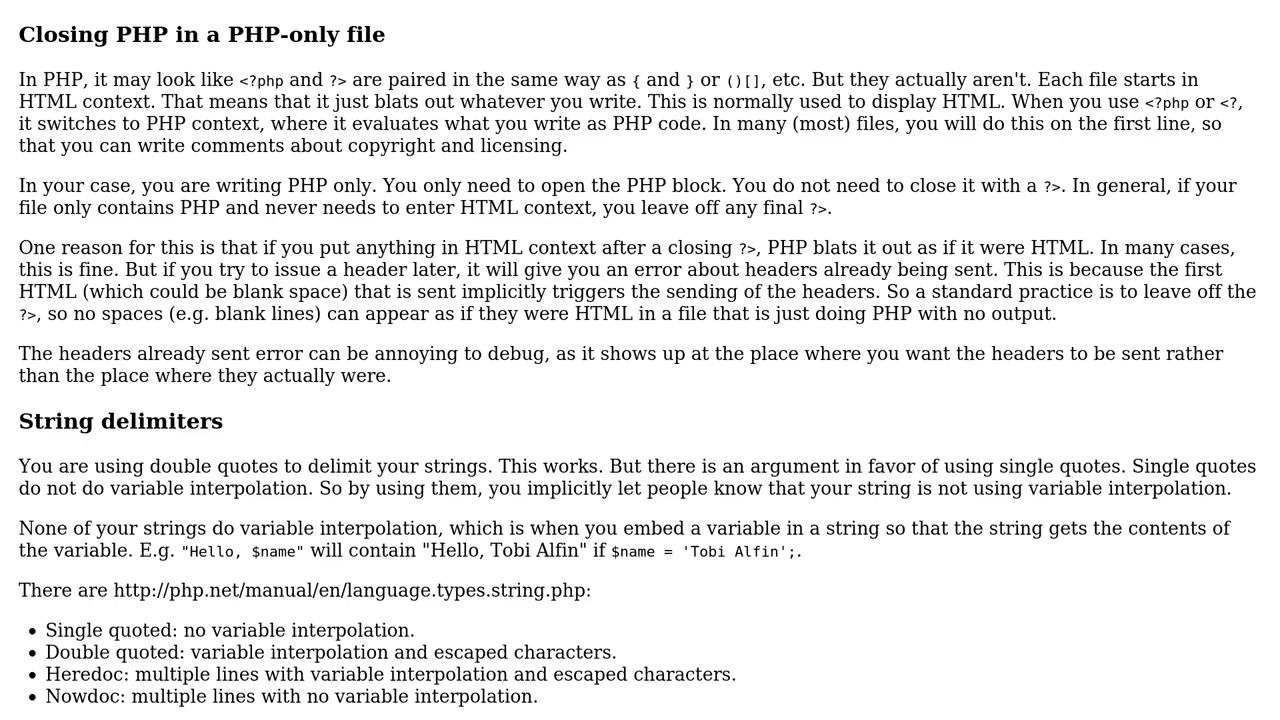 Closing PHP in a PHP-only file
In PHP, it may look like <?php and ?> are paired in the same way as { and } or ()[], etc. But they actually aren't. Each file starts in
HTML context. That means that it just blats out whatever you write. This is normally used to display HTML. When you use <?php or <?,
it switches to PHP context, where it evaluates what you write as PHP code. In many (most) files, you will do this on the first line, so
that you can write comments about copyright and licensing.
In your case, you are writing PHP only. You only need to open the PHP block. You do not need to close it with a ?>. In general, if your
file only contains PHP and never needs to enter HTML context, you leave off any final ?>.
One reason for this is that if you put anything in HTML context after a closing ?>, PHP blats it out as if it were HTML. In many cases,
this is fine. But if you try to issue a header later, it will give you an error about headers already being sent. This is because the first
HTML (which could be blank space) that is sent implicitly triggers the sending of the headers. So a standard practice is to leave off the
?>, so no spaces (e.g. blank lines) can appear as if they were HTML in a file that is just doing PHP with no output.
The headers already sent error can be annoying to debug, as it shows up at the place where you want the headers to be sent rather
than the place where they actually were.
String delimiters
You are using double quotes to delimit your strings. This works. But there is an argument in favor of using single quotes. Single quotes
do not do variable interpolation. So by using them, you implicitly let people know that your string is not using variable interpolation.
None of your strings do variable interpolation, which is when you embed a variable in a string so that the string gets the contents of
the variable. E.g. "Hello, $name" will contain "Hello, Tobi Alfin" if $name = 'Tobi Alfin';.
There are http://php.net/manual/en/language.types.string.php:
• Single quoted: no variable interpolation.
• Double quoted: variable interpolation and escaped characters.
• Heredoc: multiple lines with variable interpolation and escaped characters.
• Nowdoc: multiple lines with no variable interpolation.